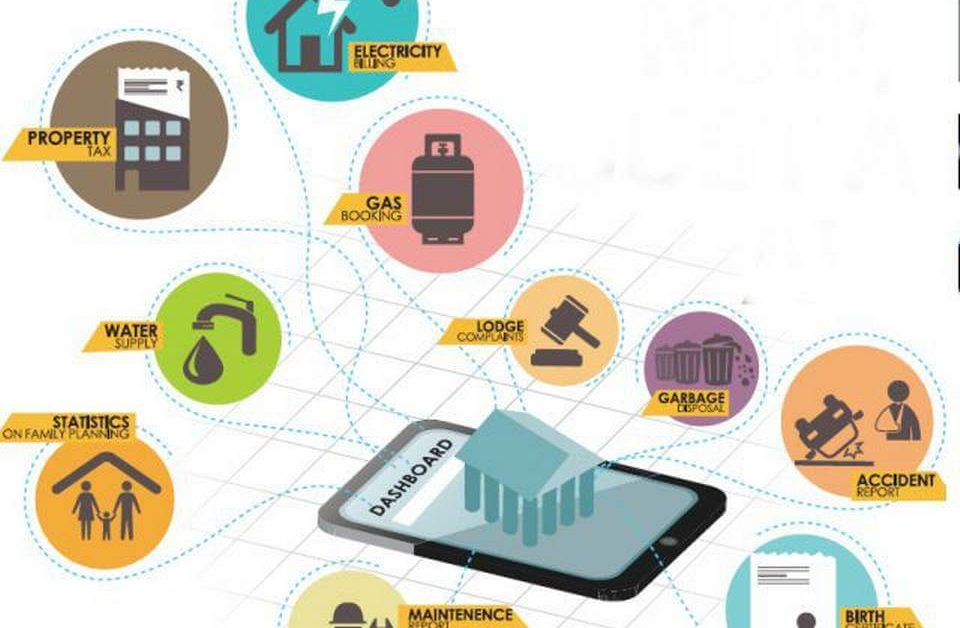 ELECTRICITY
BILLING
PROPERTY
TAX
GAS
BOOKING
WATER
SUPPLY
LODGE
COMPLAINTS
GARBAGE
DISPOSAL
STATISTICS
ON FAMILY PLANNING
DASHBOARD
ACCIDENT
REPORT
MAINTENENCE
REPORT
BIRTH
CERTIFICATE
₹